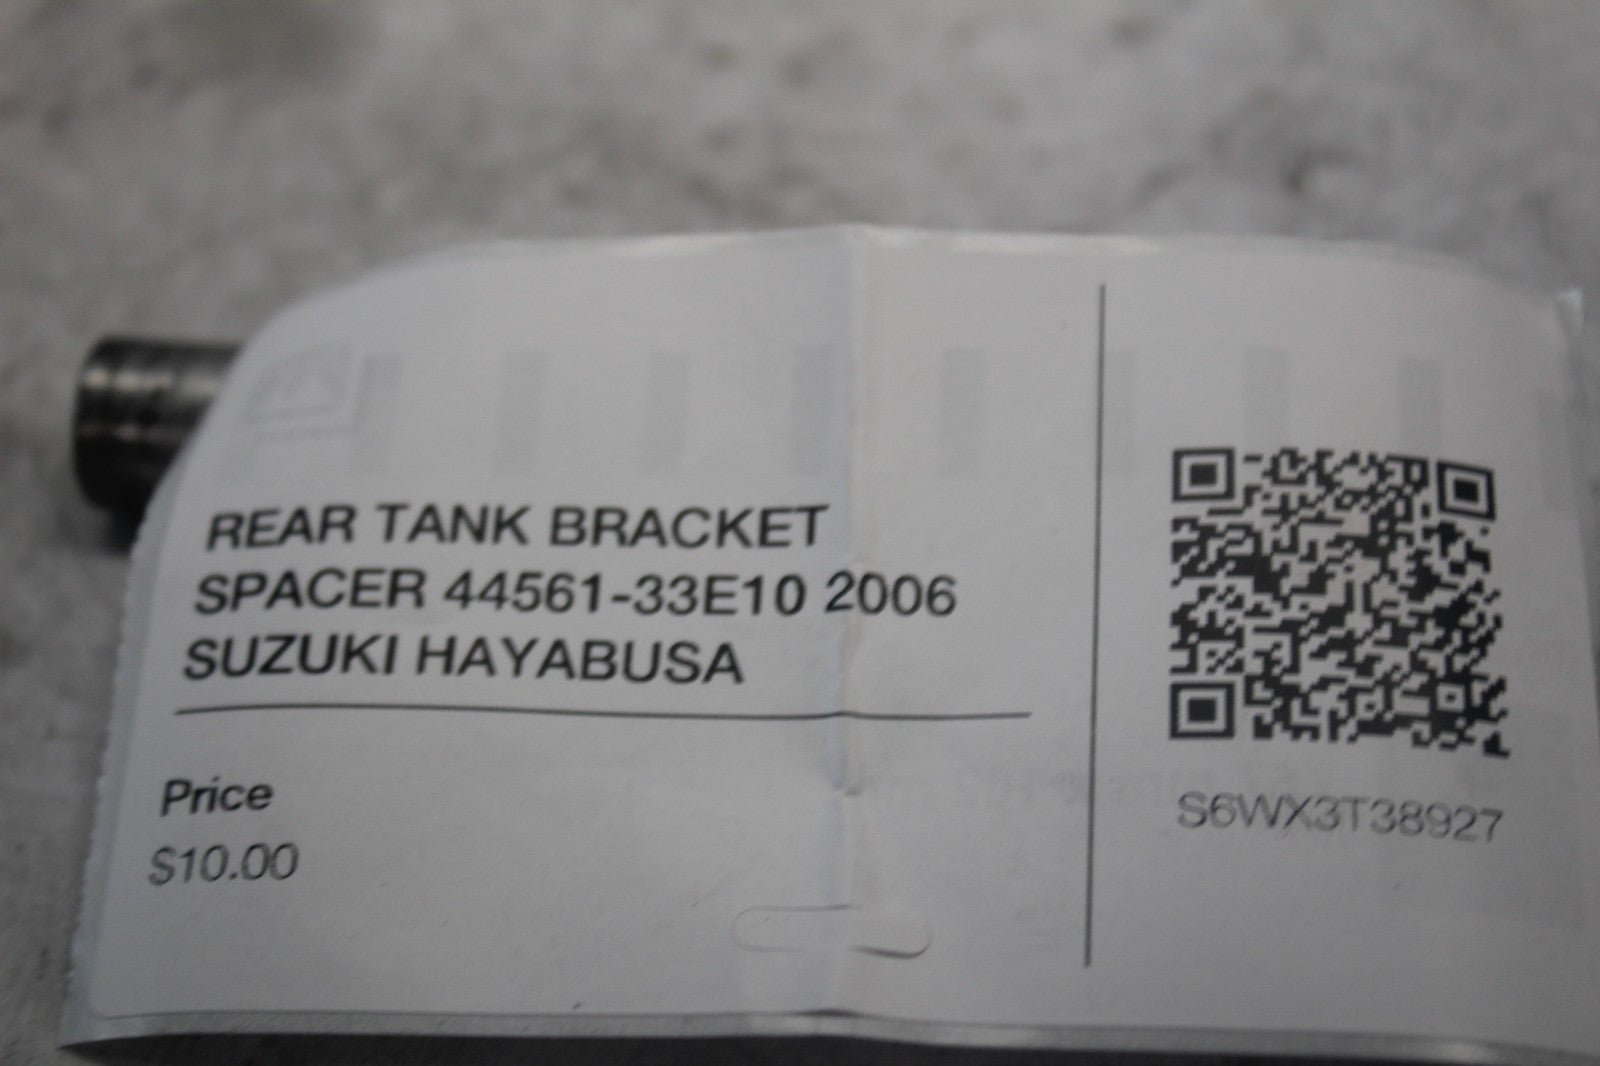 REAR TANK BRACKET
SPACER 44561-33E10 2006
SUZUKI HAYABUSA
Price
$10.00
S6WX3T38927